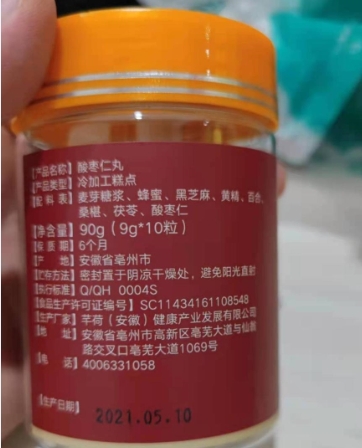 【产品名称】酸枣仁丸
【产品类型】冷加工糕点
【配料表】麦芽糖浆、蜂蜜、黑芝麻、黄精、百合、
桑椹、茯苓、酸枣仁
【净含量】90g(9g*10粒)
【保质期】6个月
【产地】安徽省亳州市
【贮存方法】密封置于阴凉干燥处，避免阳光直射
【执行标准】Q/QH 0004S
【食品生产许可证编号】SC11434161108548
【生产厂家】芊荷（安徽）健康产业发展有限公司
【地址】安徽省亳州市高新区亳芜大道与仙翁
路交叉口亳芜大道1069号
【电话】4006331058
【生产日期】
2021.05.10